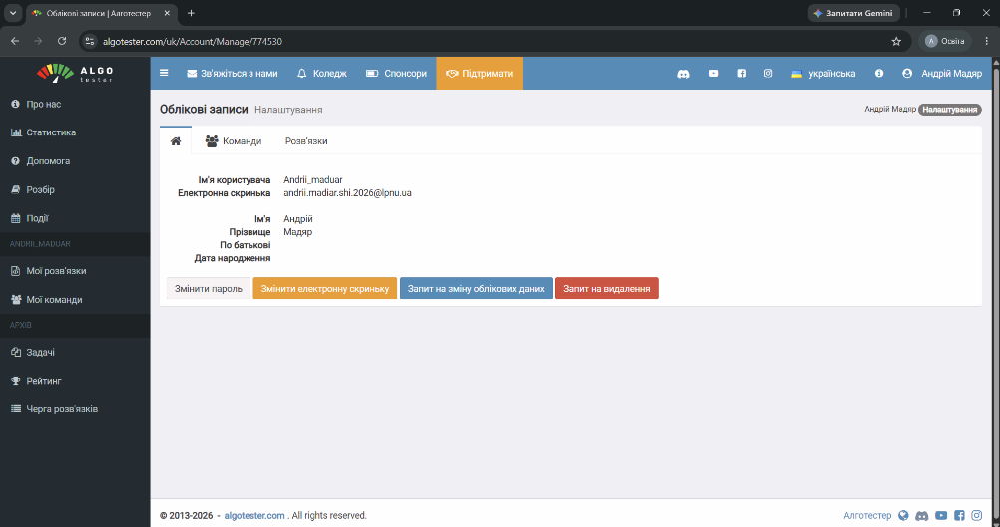 Облікові записи | Алготестер
Запитати Gemini
algotester.com/uk/Account/Manage/774530
A Освіта
ALGO
tester
Зв'яжіться з нами
Коледж
Спонсори
Підтримати
українська
Андрій Мадяр
Про нас
Статистика
Допомога
Розбір
Події
ANDRII_MADUAR
Мої розв'язки
Мої команди
АРХІВ
Задачі
Рейтинг
Черга розв'язків
Облікові записи Налаштування
Андрій Мадяр Налаштування
Команди
Розв'язки
Ім'я користувача Andrii_maduar
Електронна скринька andrii.madiar.shi.2026@lpnu.ua
Ім'я Андрій
Прізвище Мадяр
По батькові
Дата народження
Змінити пароль
Змінити електронну скриньку
Запит на зміну облікових даних
Запит на видалення
© 2013-2026 - algotester.com . All rights reserved.
Алготестер